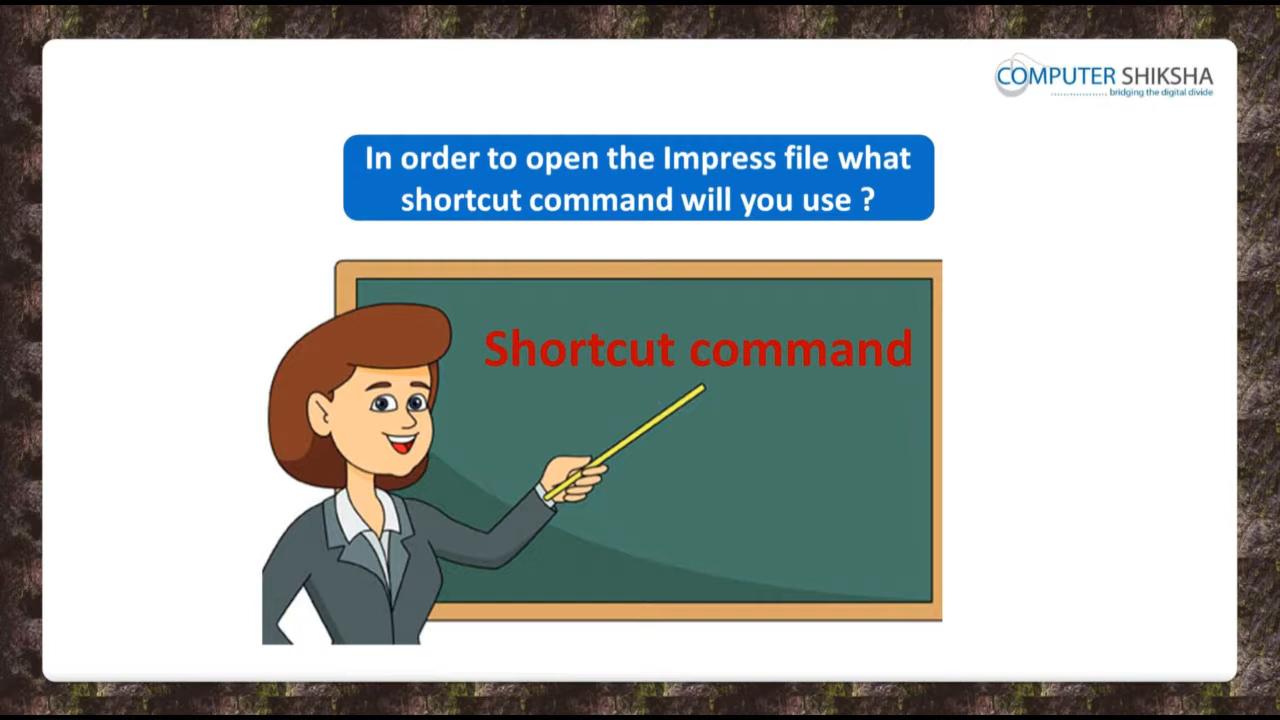 COMPUTER SHIKSHA
bridging the digital divide
In order to open the Impress file what
shortcut command will you use ?
Shortcut command